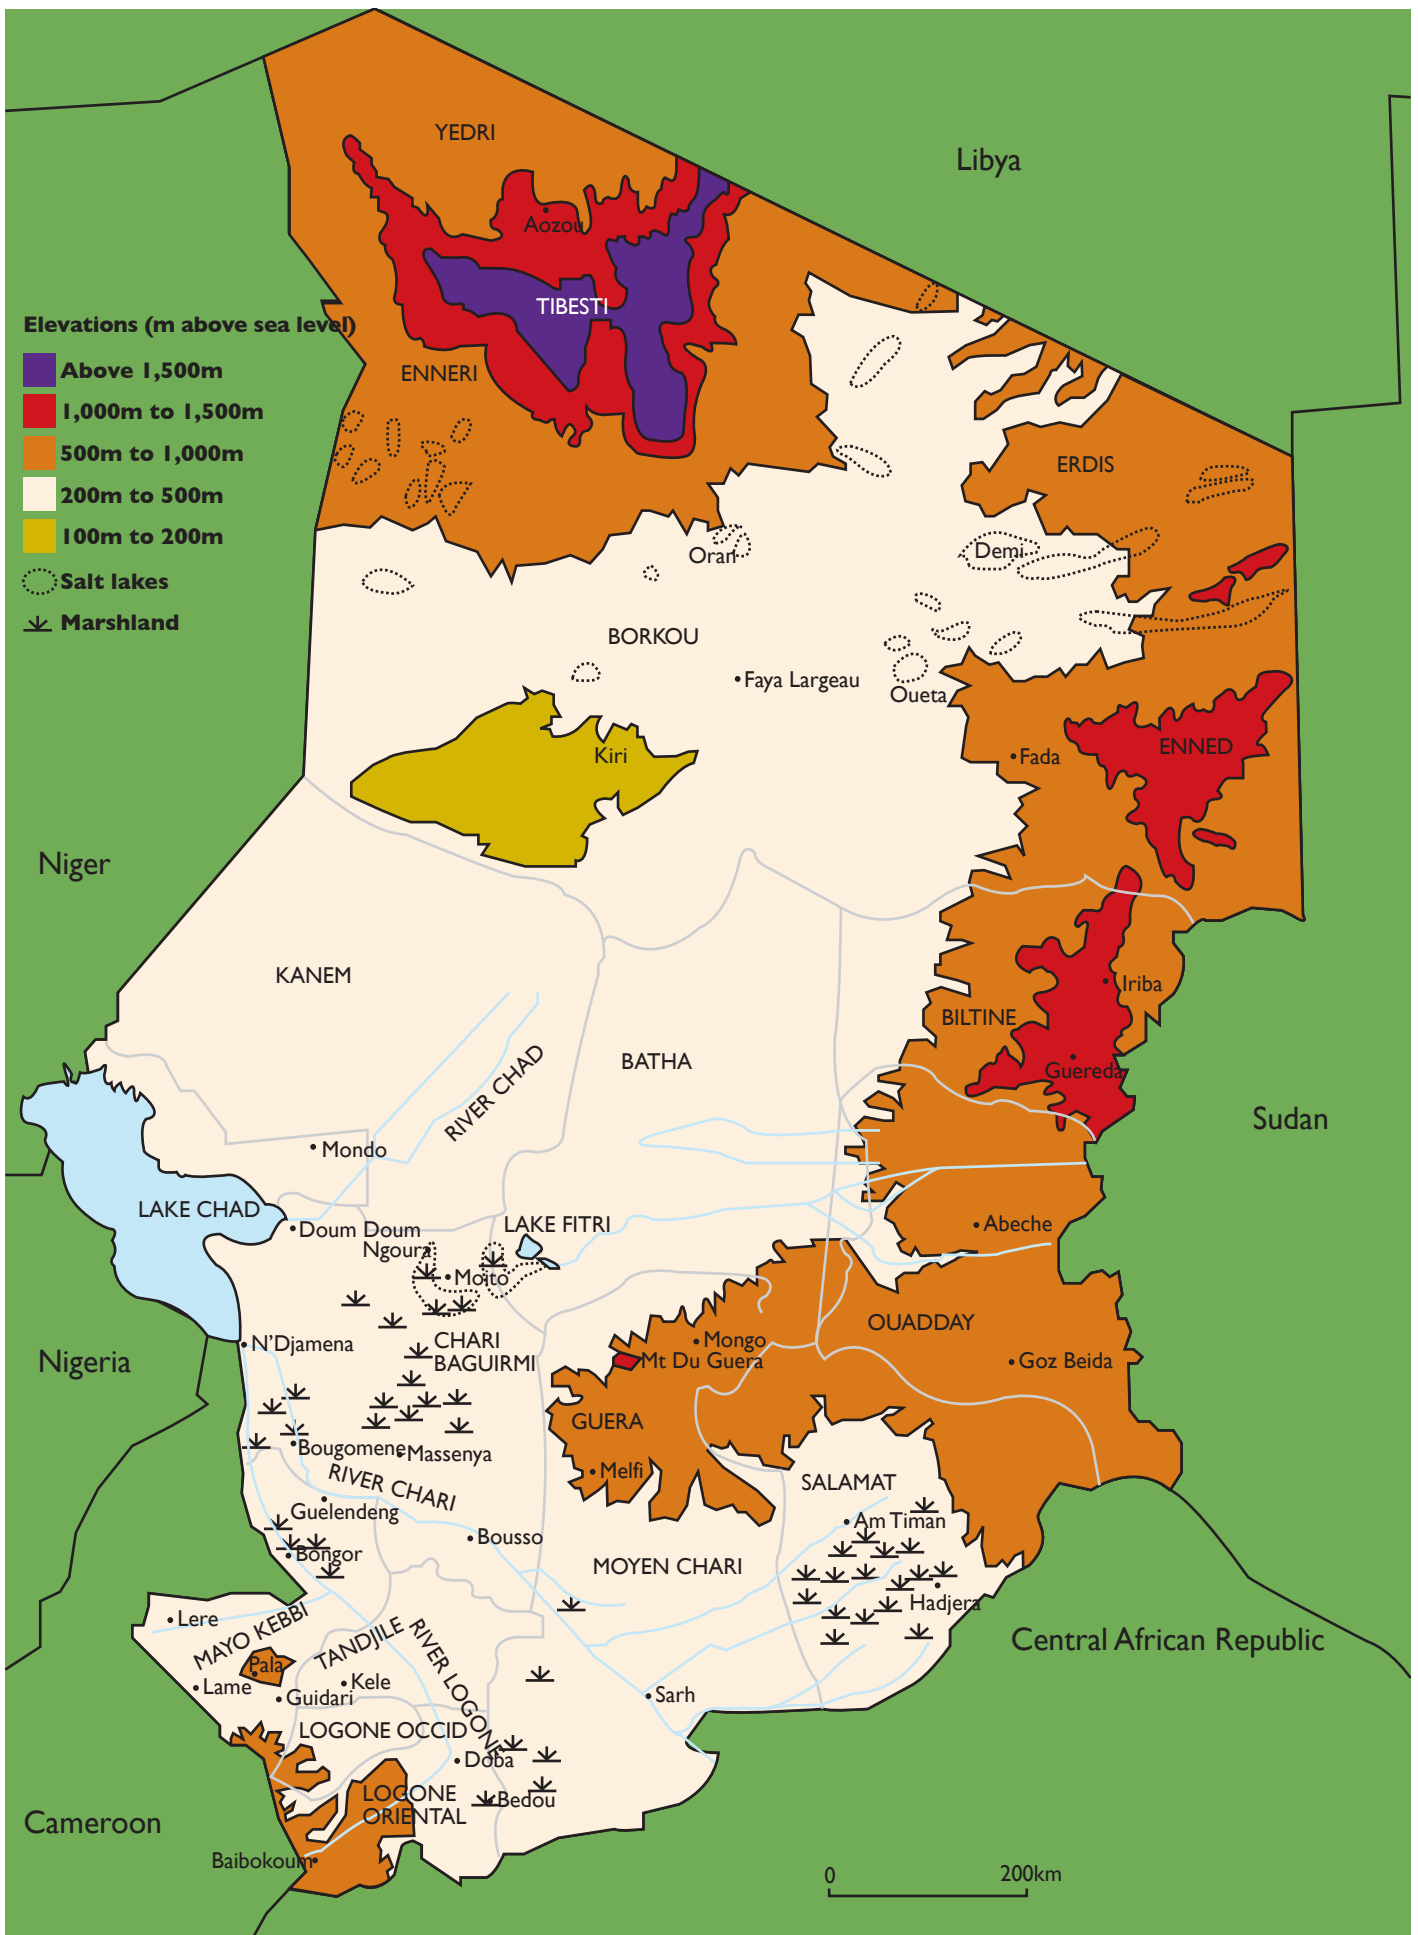 YEDRI
Libya
Aozou
TIBESTI
Elevations (m above sea level)
Above 1,500m
1,000m to 1,500m
500m to 1,000m
200m to 500m
100m to 200m
Salt lakes
Marshland
ENNERI
ERDIS
Oran
Demi
BORKOU
Faya Largeau
Oueta
Kiri
Fada
ENNED
Niger
KANEM
Iriba
BILTINE
RIVER CHAD
BATHA
Guereda
Sudan
Mondo
LAKE CHAD
Doum Doum
LAKE FITRI
Abeche
Ngoura
Moito
N'Djamena
CHARI
BAGUIRMI
Mongo
Mt Du Guera
OUADDAY
Goz Beida
Nigeria
GUERA
Bougomene
Massenya
Melfi
RIVER CHARI
SALAMAT
Guelendeng
Am Timan
Bousso
Bongor
MOYEN CHARI
Hadjera
Lere
MAYO KEBBI
TANDJILE
RIVER LOGONE
Central African Republic
Pala
Lame
Kele
Guidari
Sarh
LOGONE OCCID
Doba
LOGONE
ORIENTAL
Bedou
Cameroon
Baibokoum
0
200km